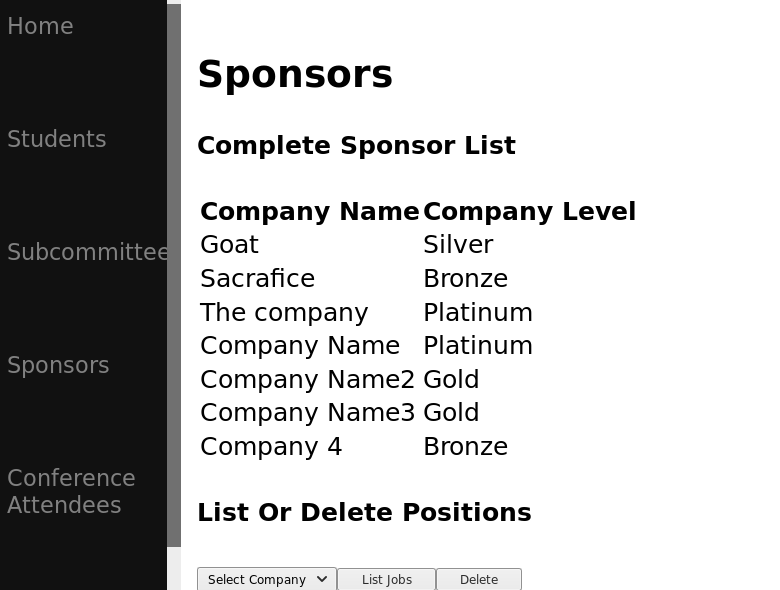 Home
Students
Subcommittee
Sponsors
Conference
Attendees
Sponsors
Complete Sponsor List
Company Name Company Level
Goat Silver
Sacrafice Bronze
The company Platinum
Company Name Platinum
Company Name2 Gold
Company Name3 Gold
Company 4 Bronze
List Or Delete Positions
Select Company List Jobs Delete